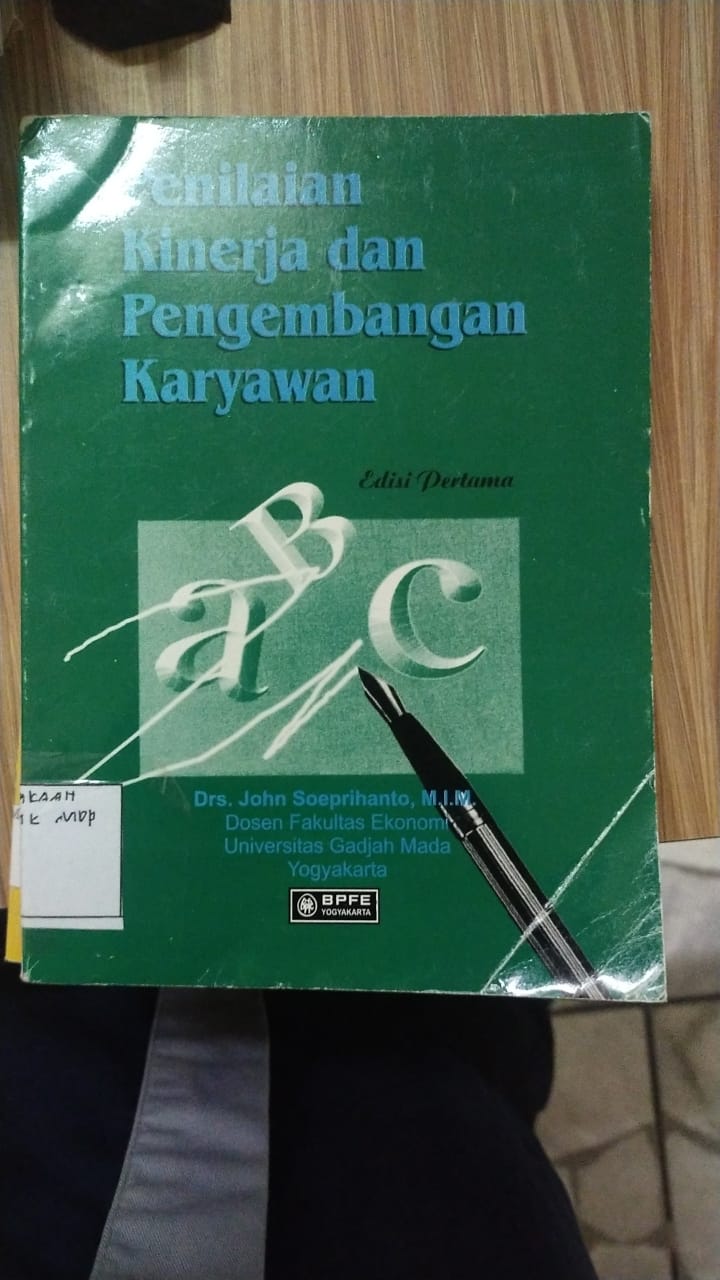 Penilaian
Kinerja dan
Pengembangan
Karyawan
Edisi Pertama
a B C
Drs. John Soeprihanto, M.I.M.
Dosen Fakultas Ekonomi
Universitas Gadjah Mada
Yogyakarta
BPFE
YOGYAKARTA